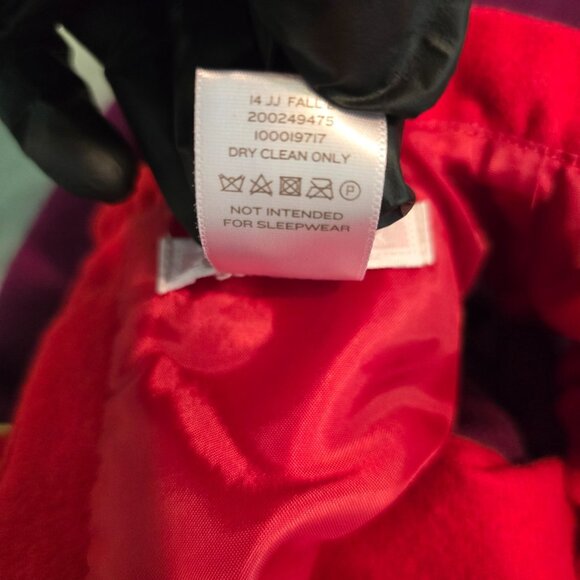 14 JJ FALL
200249475
100019717
DRY CLEAN ONLY
P
NOT INTENDED
FOR SLEEPWEAR